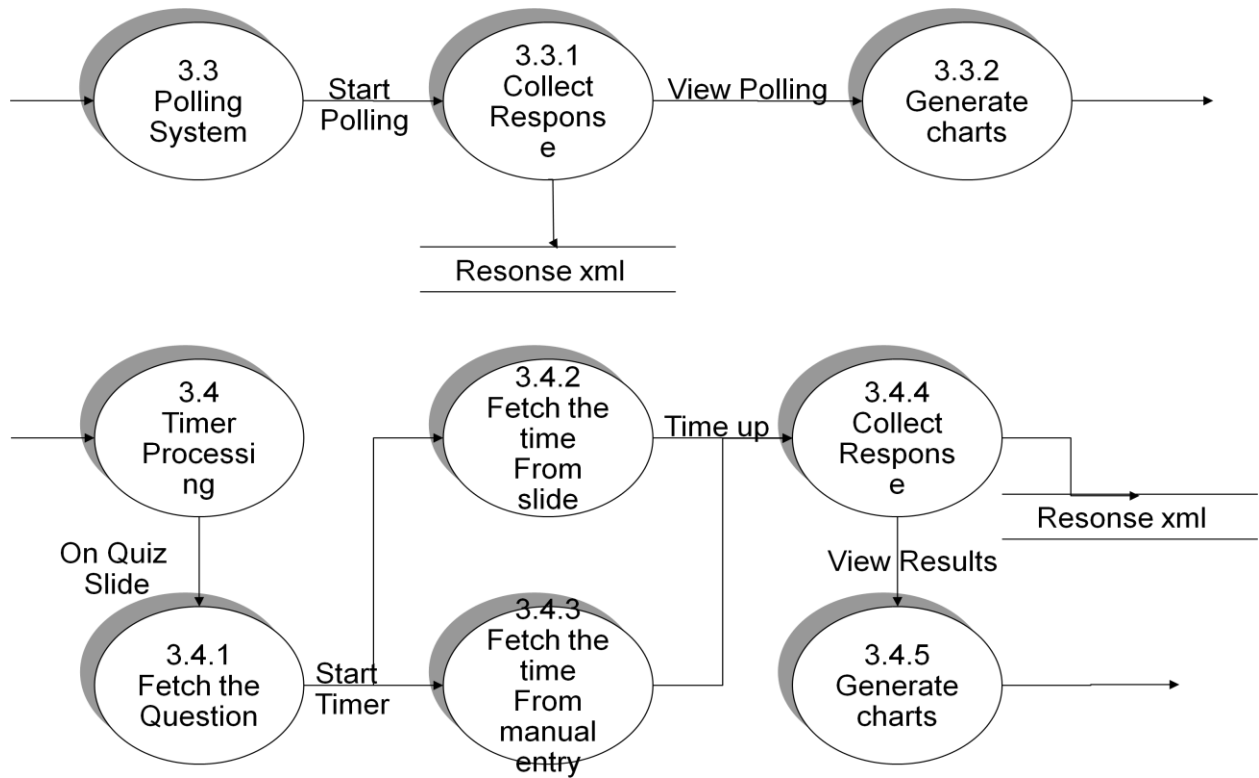 3.3
Polling
System
Start
Polling
3.3.1
Collect
Respons
e
View Polling
3.3.2
Generate
charts
Resonse xml
3.4
Timer
Processi
ng
3.4.2
Fetch the
time
From
slide
Time up
3.4.4
Collect
Respons
e
Resonse xml
On Quiz
Slide
View Results
3.4.1
Fetch the
Question
Start
Timer
3.4.3
Fetch the
time
From
manual
entry
3.4.5
Generate
charts